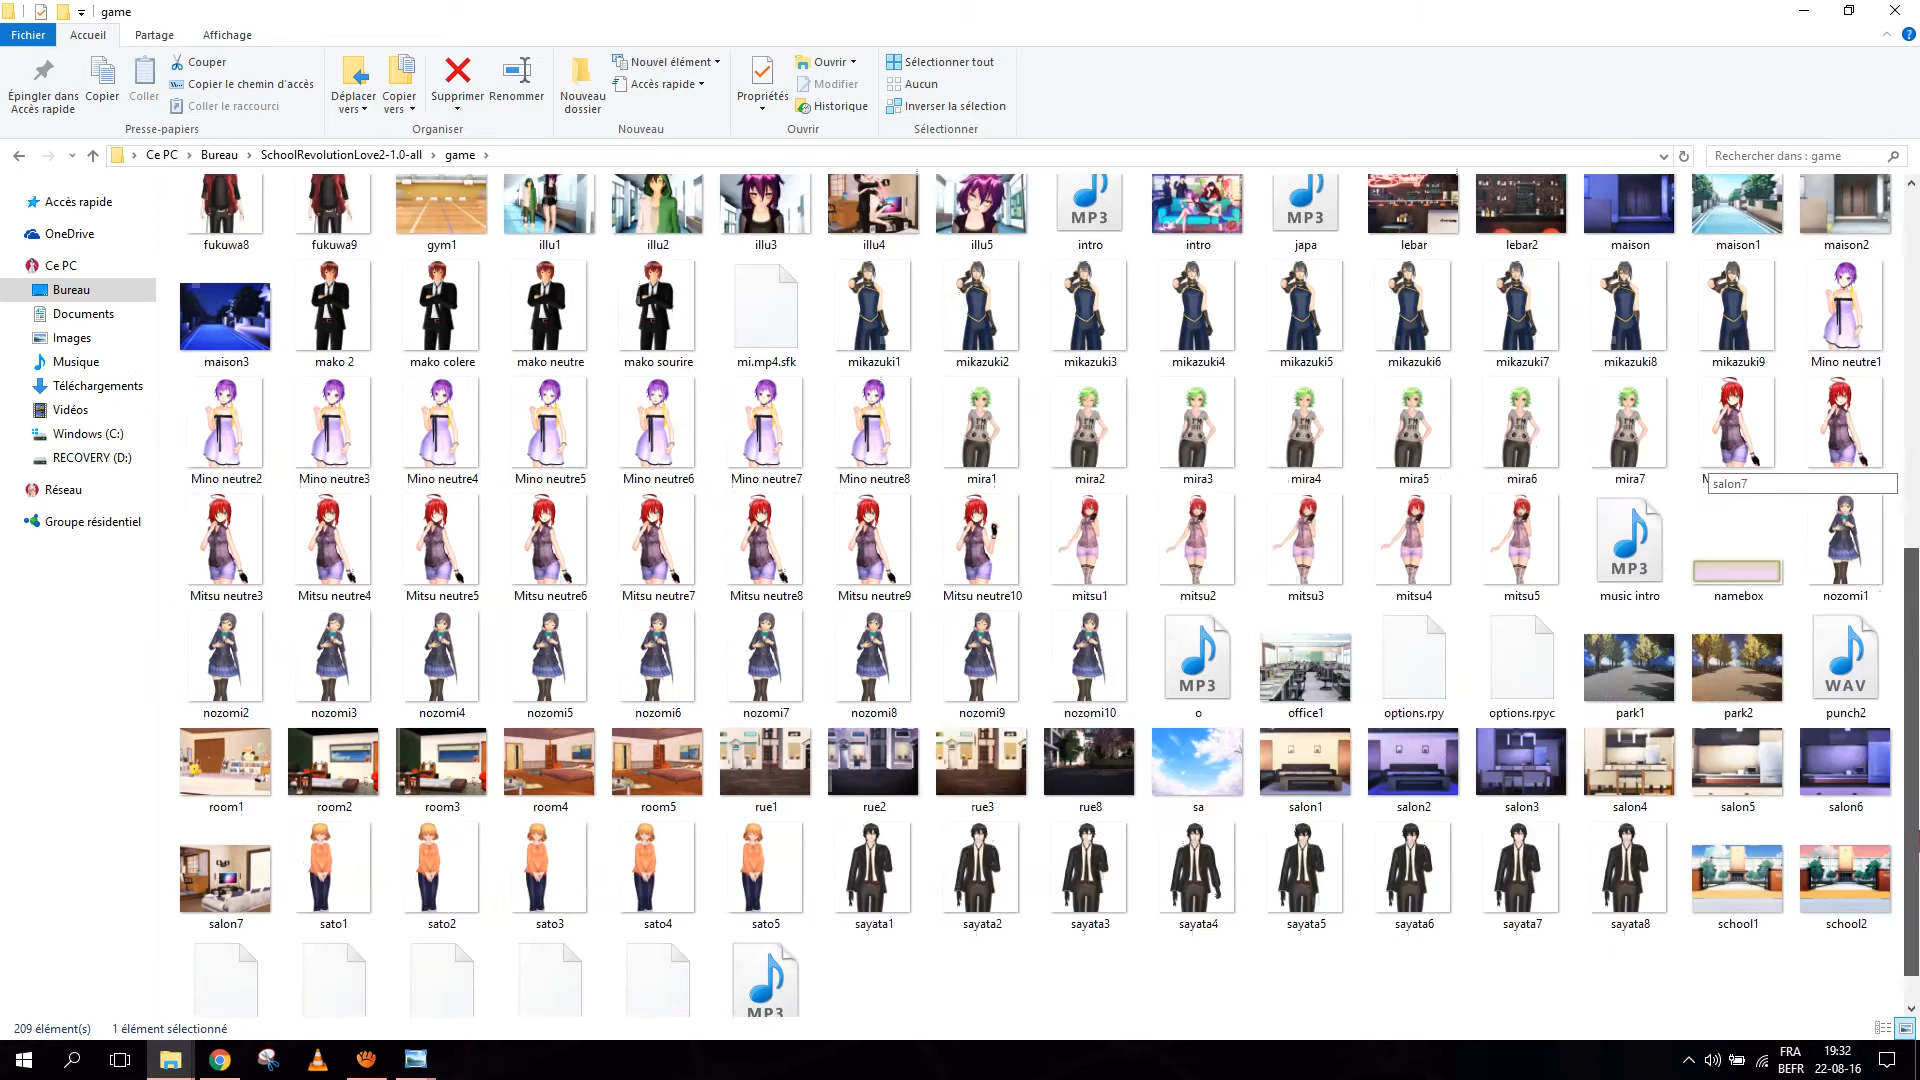 game
Fichier
Accueil
Partage
Affichage
Épingler dans
Accès rapide
Copier
Coller
Couper
Copier le chemin d'accès
Coller le raccourci
Presse-papiers
Déplacer
vers
Copier
vers
Supprimer
Renommer
Organiser
Nouveau
dossier
Nouvel élément
Accès rapide
Nouveau
Propriétés
Ouvrir
Modifier
Historique
Ouvrir
Sélectionner tout
Aucun
Inverser la sélection
Sélectionner
Ce PC
Bureau
SchoolRevolutionLove2-1.0-all
game
Rechercher dans : game
Accès rapide
OneDrive
Ce PC
Bureau
Documents
Images
Musique
Téléchargements
Vidéos
Windows (C:)
RECOVERY (D:)
Réseau
Groupe résidentiel
MP3
MP3
fukuwa8
fukuwa9
gym1
illu1
illu2
illu3
illu4
illu5
intro
intro
japa
lebar
lebar2
maison
maison1
maison2
maison3
mako 2
mako colere
mako neutre
mako sourire
mi.mp4.sfk
mikazuki1
mikazuki2
mikazuki3
mikazuki4
mikazuki5
mikazuki6
mikazuki7
mikazuki8
mikazuki9
Mino neutre1
Mino neutre2
Mino neutre3
Mino neutre4
Mino neutre5
Mino neutre6
Mino neutre7
Mino neutre8
mira1
mira2
mira3
mira4
mira5
mira6
mira7
salon7
MP3
Mitsu neutre3
Mitsu neutre4
Mitsu neutre5
Mitsu neutre6
Mitsu neutre7
Mitsu neutre8
Mitsu neutre9
Mitsu neutre10
mitsu1
mitsu2
mitsu3
mitsu4
mitsu5
music intro
namebox
nozomi1
MP3
WAV
nozomi2
nozomi3
nozomi4
nozomi5
nozomi6
nozomi7
nozomi8
nozomi9
nozomi10
o
office1
options.rpy
options.rpyc
park1
park2
punch2
room1
room2
room3
room4
room5
rue1
rue2
rue3
rue8
sa
salon1
salon2
salon3
salon4
salon5
salon6
salon7
sato1
sato2
sato3
sato4
sato5
sayata1
sayata2
sayata3
sayata4
sayata5
sayata6
sayata7
sayata8
school1
school2
MP3
209 élément(s)
1 élément sélectionné
FRA
BEFR
19:32
22-08-16